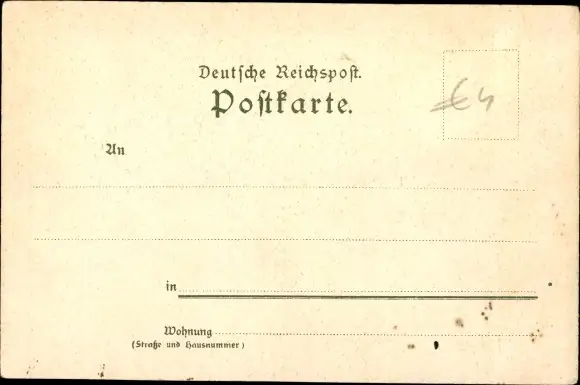 Deutſche Reichspoſt.
Poſtkarte.
€4
An
in
Wohnung
(Straße und Hausnummer)